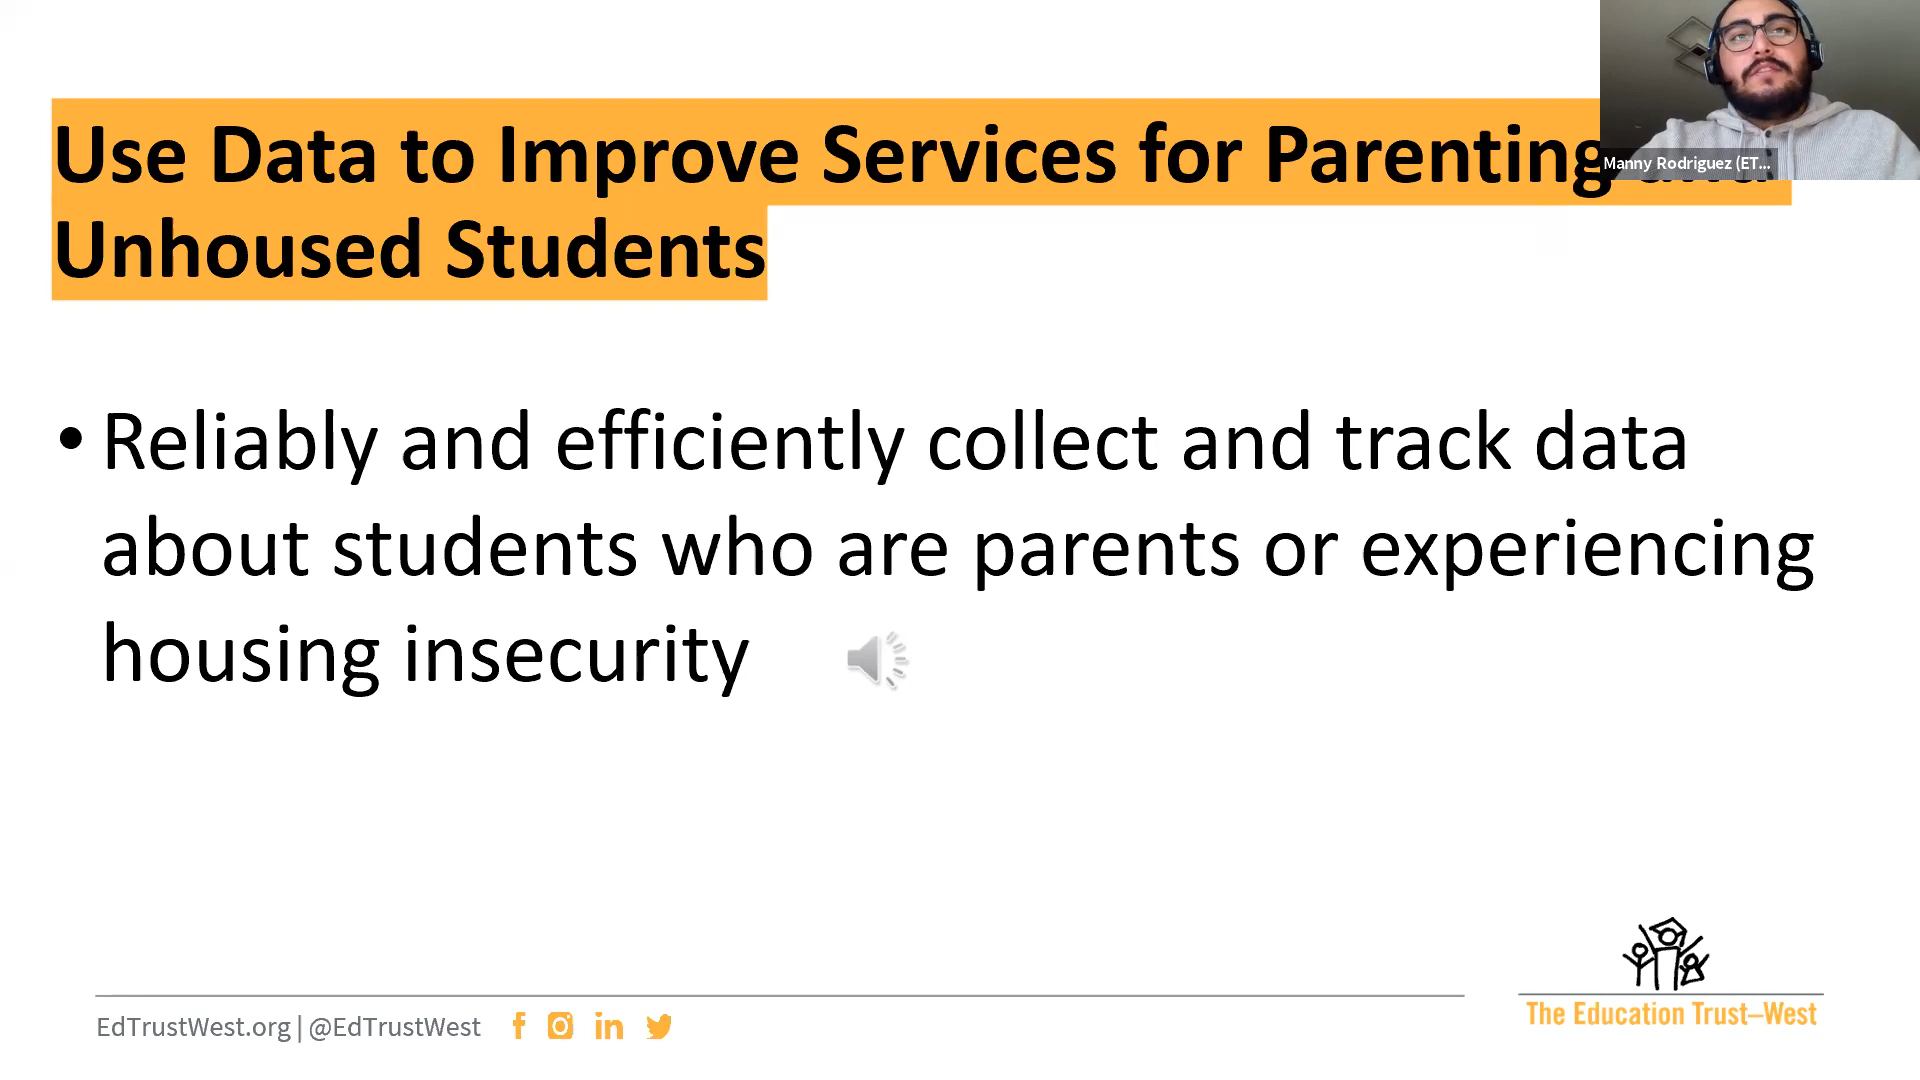 Use Data to Improve Services for Parenting
Unhoused Students
Manny Rodriguez (ET...
• Reliably and efficiently collect and track data
about students who are parents or experiencing
housing insecurity
EdTrustWest.org | @EdTrustWest
The Education Trust–West